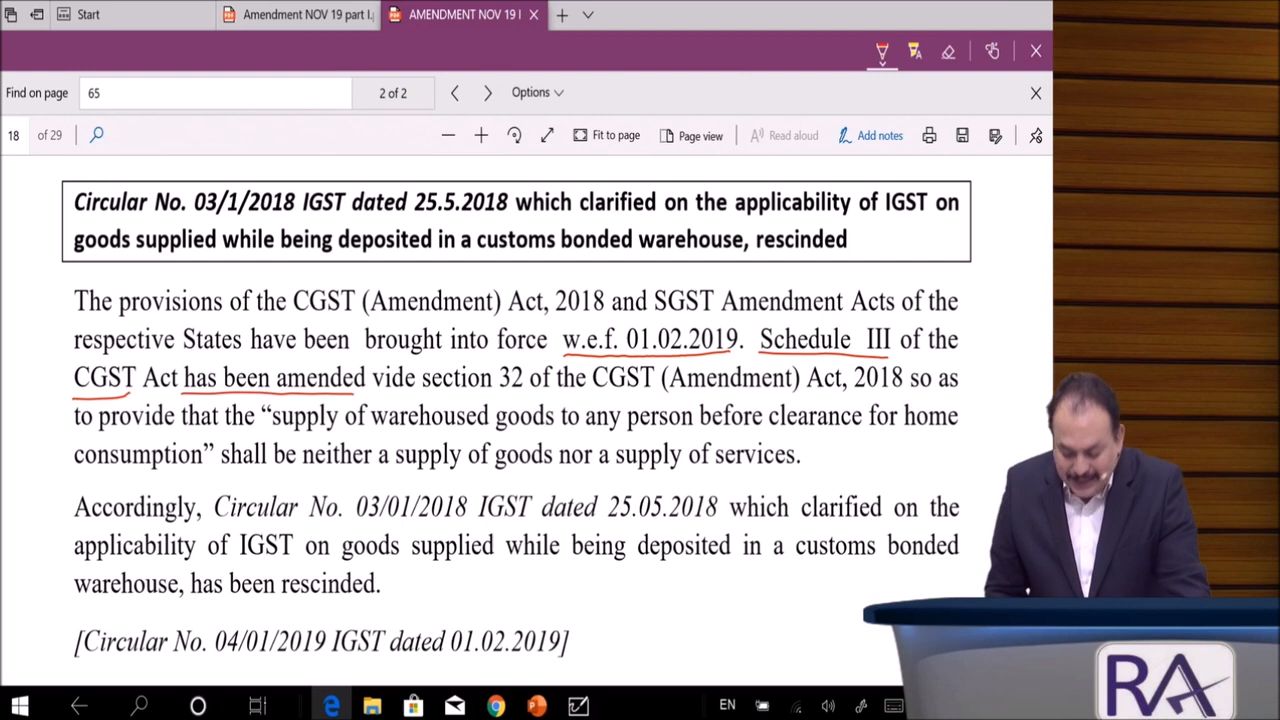 Start
Amendment NOV 19 part I.
AMENDMENT NOV 19 I
Find on page
65
2 of 2
Options
18 of 29
Fit to page
Page view
Read aloud
Add notes
Circular No. 03/1/2018 IGST dated 25.5.2018 which clarified on the applicability of IGST on
goods supplied while being deposited in a customs bonded warehouse, rescinded
The provisions of the CGST (Amendment) Act, 2018 and SGST Amendment Acts of the
respective States have been brought into force w.e.f. 01.02.2019. Schedule III of the
CGST Act has been amended vide section 32 of the CGST (Amendment) Act, 2018 so as
to provide that the “supply of warehoused goods to any person before clearance for home
consumption” shall be neither a supply of goods nor a supply of services.
Accordingly, Circular No. 03/01/2018 IGST dated 25.05.2018 which clarified on the
applicability of IGST on goods supplied while being deposited in a customs bonded
warehouse, has been rescinded.
[Circular No. 04/01/2019 IGST dated 01.02.2019]
EN
RA